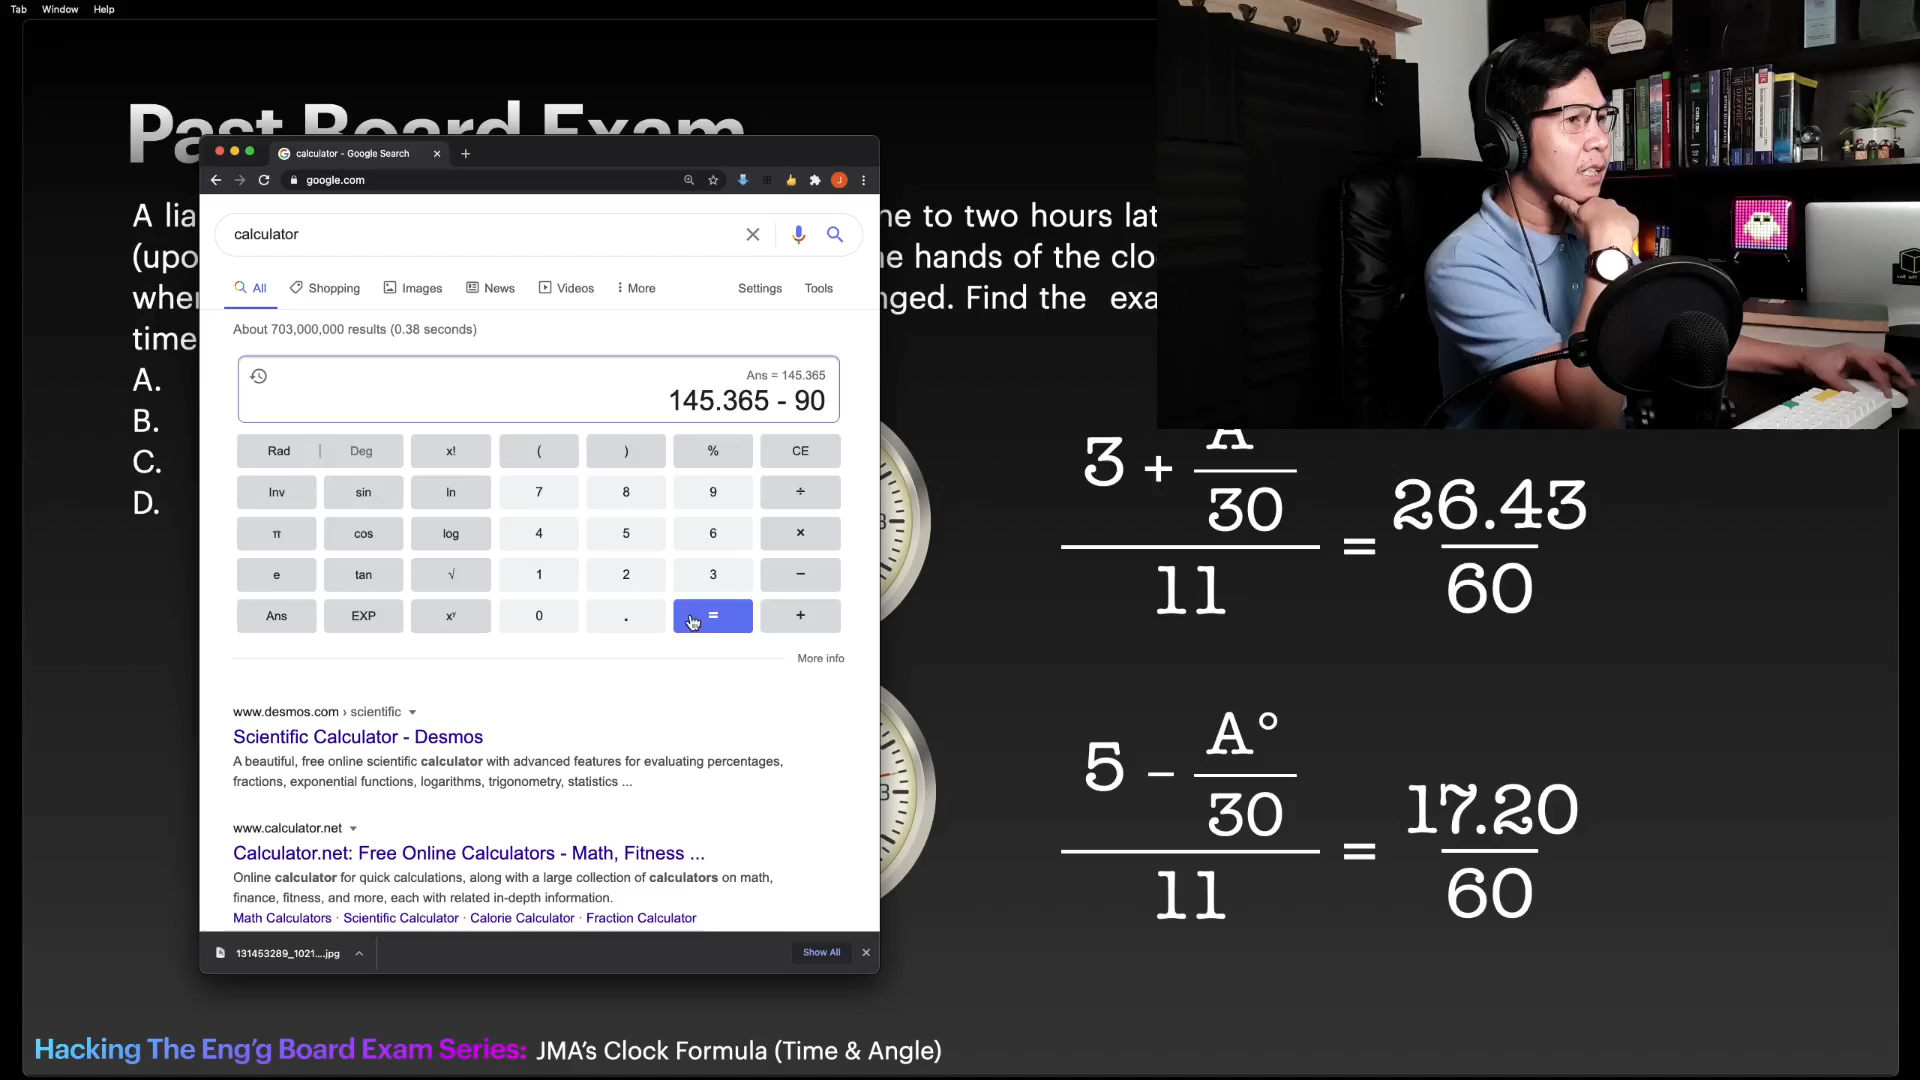 Tab Window Help
Past Board Exam
calculator - Google Search
google.com
J
A lia
ne to two hours lat
calculator
(upo
ne hands of the clo
when
nged. Find the exa
All Shopping Images News Videos More Settings Tools
About 703,000,000 results (0.38 seconds)
time
A.
Ans = 145.365
145.365 - 90
B.
C.
D.
Rad Deg x! ( ) % CE
Inv sin ln 7 8 9 ÷
π cos log 4 5 6 ×
e tan √ 1 2 3 −
Ans EXP xʸ 0 . = +
More info
3 + A/30
11
= 26.43
60
www.desmos.com › scientific
Scientific Calculator - Desmos
A beautiful, free online scientific calculator with advanced features for evaluating percentages,
fractions, exponential functions, logarithms, trigonometry, statistics ...
www.calculator.net
Calculator.net: Free Online Calculators - Math, Fitness ...
Online calculator for quick calculations, along with a large collection of calculators on math,
finance, fitness, and more, each with related in-depth information.
Math Calculators · Scientific Calculator · Calorie Calculator · Fraction Calculator
5 − A°/30
11
= 17.20
60
131453289_1021....jpg
Show All
Hacking The Eng'g Board Exam Series: JMA's Clock Formula (Time & Angle)